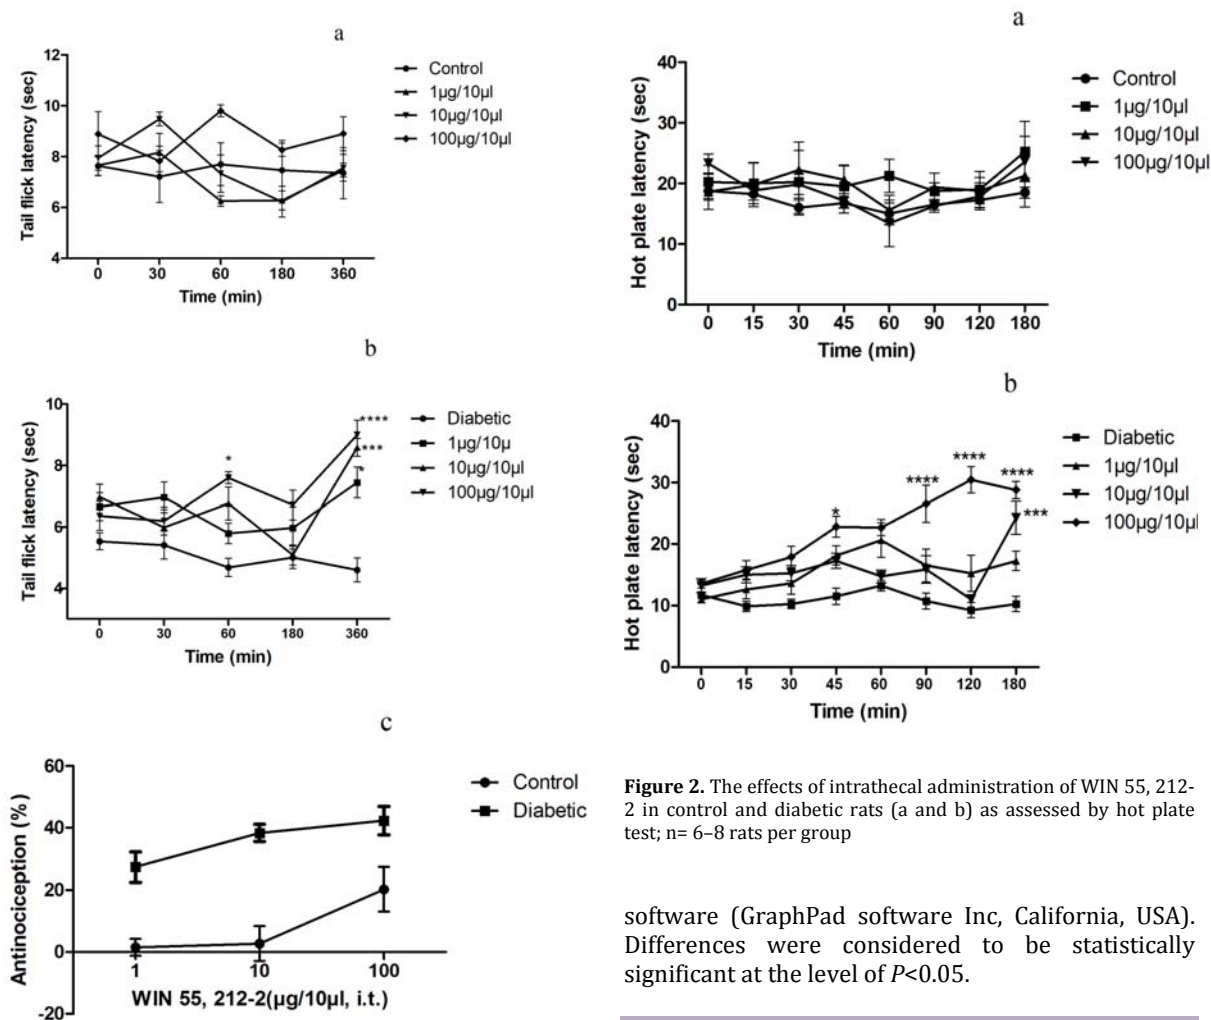 a
12
10
8
6
4
Tail flick latency (sec)
0 30 60 180 360
Time (min)
Control
1µg/10µl
10µg/10µl
100µg/10µl
b
10
8
6
4
Tail flick latency (sec)
*
****
***
*
0 30 60 180 360
Time (min)
Diabetic
1µg/10µ
10µg/10µl
100µg/10µl
c
60
40
20
0
-20
Antinociception (%)
1 10 100
WIN 55, 212-2(µg/10µl, i.t.)
Control
Diabetic
a
40
30
20
10
0
Hot plate latency (sec)
0 15 30 45 60 90 120 180
Time (min)
Control
1µg/10µl
10µg/10µl
100µg/10µl
b
40
30
20
10
0
Hot plate latency (sec)
*
****
****
****
***
0 15 30 45 60 90 120 180
Time (min)
Diabetic
1µg/10µl
10µg/10µl
100µg/10µl
Figure 2. The effects of intrathecal administration of WIN 55, 212-
2 in control and diabetic rats (a and b) as assessed by hot plate
test; n= 6–8 rats per group
software (GraphPad software Inc, California, USA).
Differences were considered to be statistically
significant at the level of P<0.05.